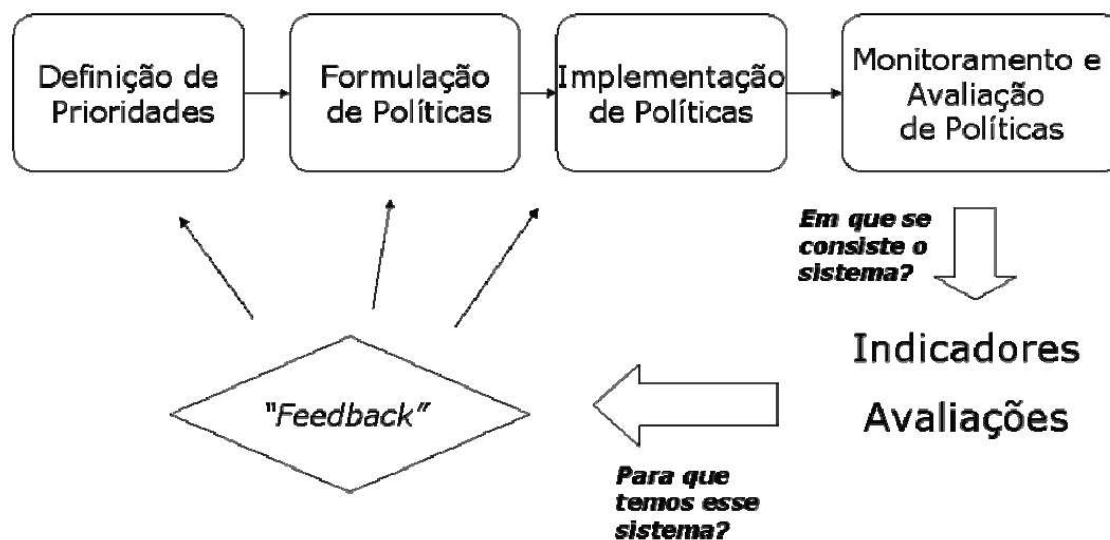 Definição de
Prioridades
Formulação
de Políticas
Implementação
de Políticas
Monitoramento e
Avaliação
de Políticas
Em que se
consiste o
sistema?
Indicadores
Avaliações
"Feedback"
Para que
temos esse
sistema?